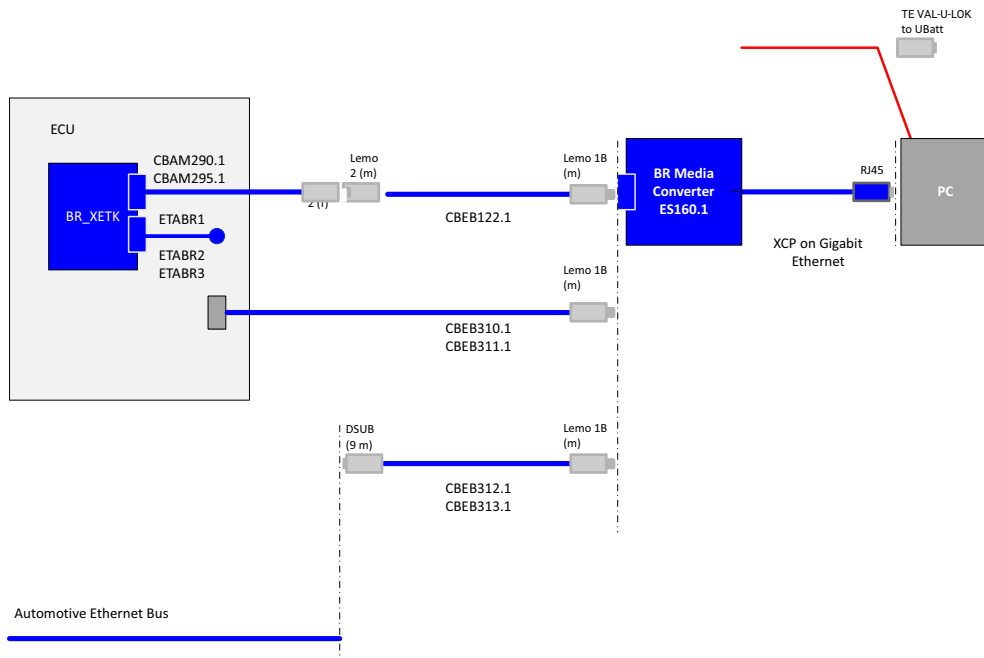 TE VAL-U-LOK
to UBatt
ECU
CBAM290.1
CBAM295.1
Lemo
2 (m)
Lemo 1B
(m)
BR Media
Converter
ES160.1
RJ45
PC
BR_XETK
2 (f)
CBEB122.1
ETABR1
XCP on Gigabit
Ethernet
ETABR2
ETABR3
Lemo 1B
(m)
CBEB310.1
CBEB311.1
DSUB
(9 m)
Lemo 1B
(m)
CBEB312.1
CBEB313.1
Automotive Ethernet Bus